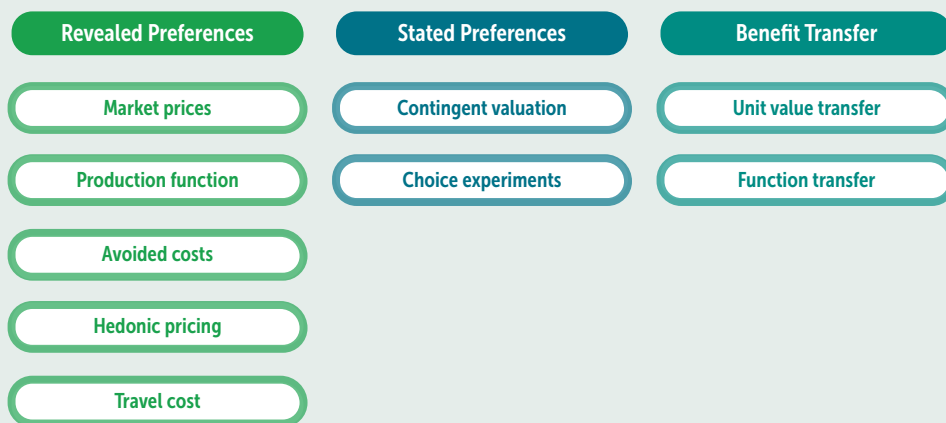 Revealed Preferences
Stated Preferences
Benefit Transfer
Market prices
Contingent valuation
Unit value transfer
Production function
Choice experiments
Function transfer
Avoided costs
Hedonic pricing
Travel cost